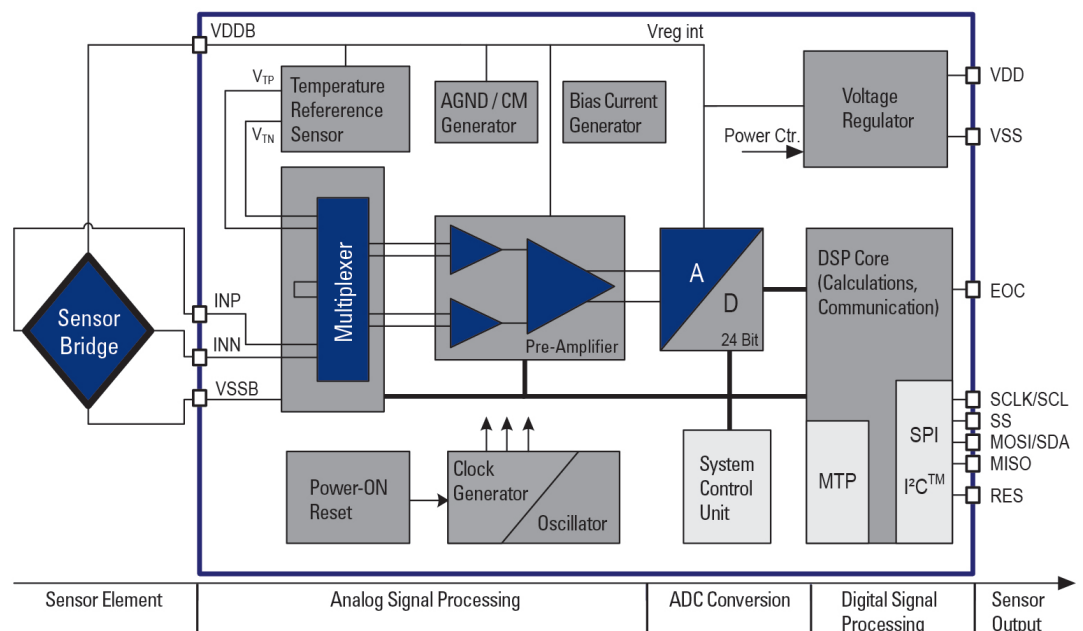 VDDB
Vreg int
VTP
VTN
Temperature
Refererence
Sensor
AGND / CM
Generator
Bias Current
Generator
Voltage
Regulator
Power Ctr.
VDD
VSS
Multiplexer
Sensor
Bridge
INP
INN
VSSB
Pre-Amplifier
A
D
24 Bit
DSP Core
(Calculations,
Communication)
EOC
SCLK/SCL
SS
MOSI/SDA
MISO
RES
SPI
I²C™
MTP
Power-ON
Reset
Clock
Generator
Oscillator
System
Control
Unit
Sensor Element
Analog Signal Processing
ADC Conversion
Digital Signal
Processing
Sensor
Output